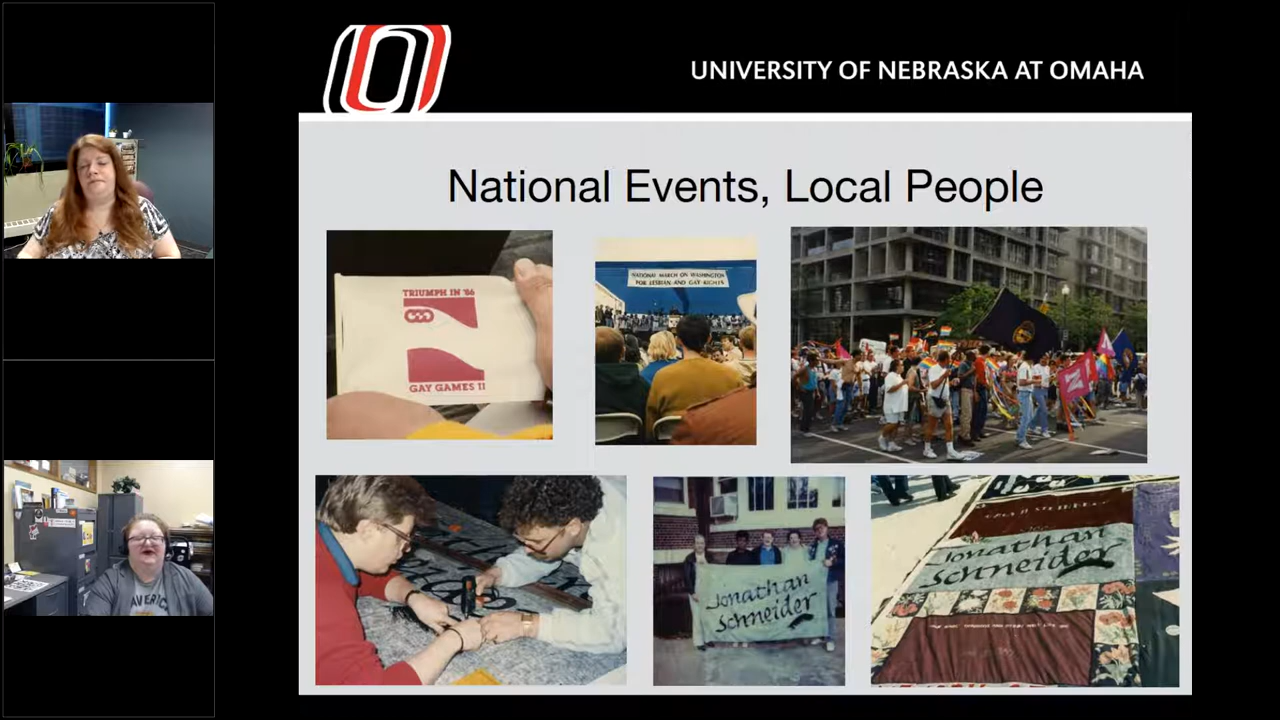 UNIVERSITY OF NEBRASKA AT OMAHA
National Events, Local People
TRIUMPH IN '86
GAY GAMES II
NATIONAL MARCH ON WASHINGTON
FOR LESBIAN AND GAY RIGHTS
N
Jonathan
Schneider
Jonathan
Schneider
MAVERIC